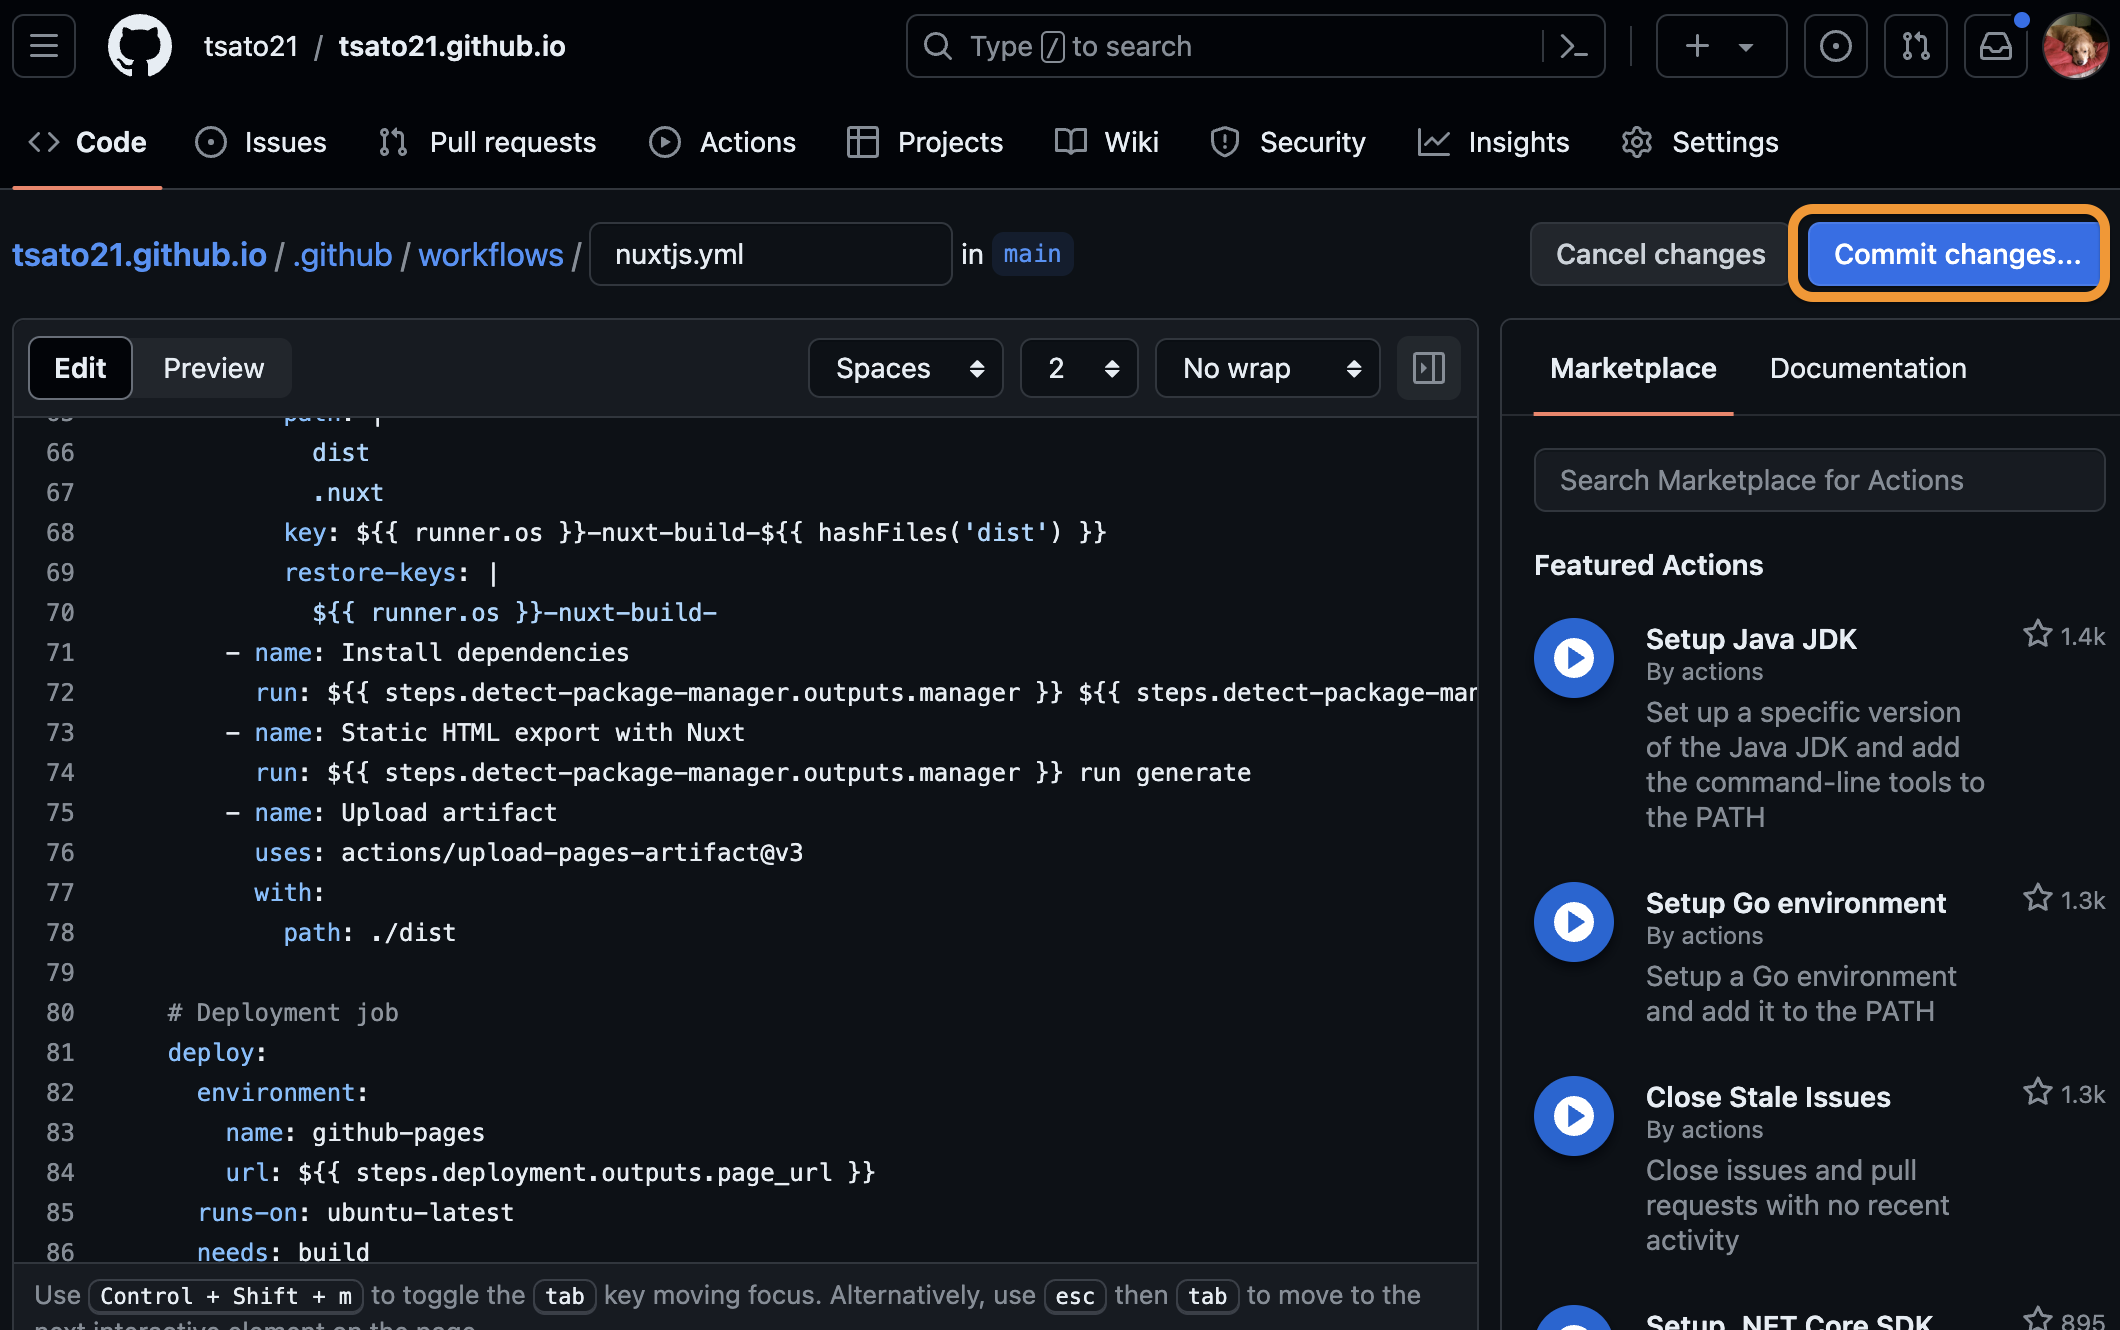 tsato21 / tsato21.github.io
Type / to search
Code Issues Pull requests Actions Projects Wiki Security Insights Settings
tsato21.github.io / .github / workflows / nuxtjs.yml in main
Cancel changes Commit changes...
Edit Preview Spaces 2 No wrap
path: |
66 dist
67 .nuxt
68 key: ${{ runner.os }}-nuxt-build-${{ hashFiles('dist') }}
69 restore-keys: |
70 ${{ runner.os }}-nuxt-build-
71 - name: Install dependencies
72 run: ${{ steps.detect-package-manager.outputs.manager }} ${{ steps.detect-package-mar
73 - name: Static HTML export with Nuxt
74 run: ${{ steps.detect-package-manager.outputs.manager }} run generate
75 - name: Upload artifact
76 uses: actions/upload-pages-artifact@v3
77 with:
78 path: ./dist
79
80 # Deployment job
81 deploy:
82 environment:
83 name: github-pages
84 url: ${{ steps.deployment.outputs.page_url }}
85 runs-on: ubuntu-latest
86 needs: build
Use Control + Shift + m to toggle the tab key moving focus. Alternatively, use esc then tab to move to the
next interactive element on the page.
Marketplace Documentation
Search Marketplace for Actions
Featured Actions
Setup Java JDK 1.4k
By actions
Set up a specific version
of the Java JDK and add
the command-line tools to
the PATH
Setup Go environment 1.3k
By actions
Setup a Go environment
and add it to the PATH
Close Stale Issues 1.3k
By actions
Close issues and pull
requests with no recent
activity
Setup .NET Core SDK 895